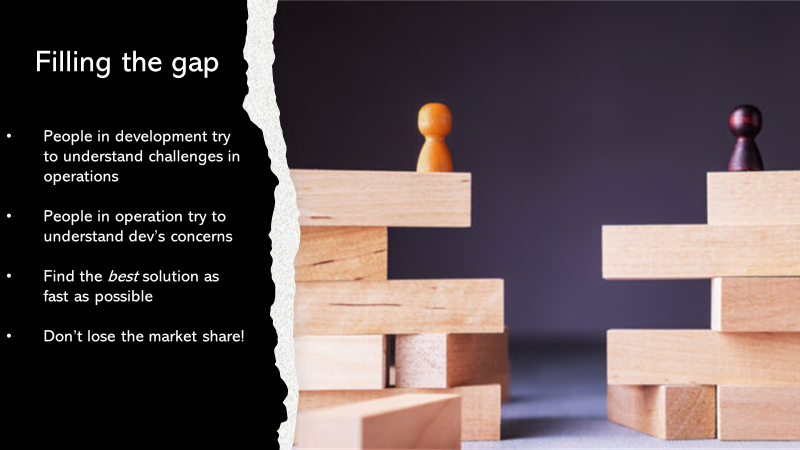 Filling the gap
• People in development try
to understand challenges in
operations
• People in operation try to
understand dev's concerns
• Find the best solution as
fast as possible
• Don't lose the market share!